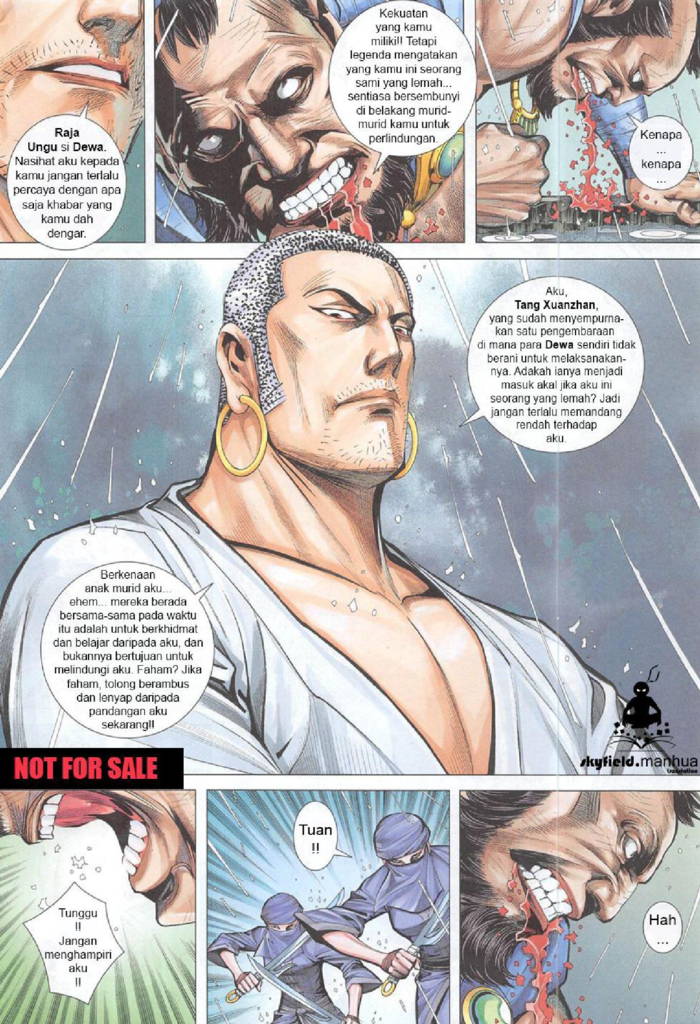 Raja
Ungu si Dewa.
Nasihat aku kepada
kamu jangan terlalu
percaya dengan apa
saja khabar yang
kamu dah
dengar.
Kekuatan
yang kamu
miliki!! Tetapi
legenda mengatakan
yang kamu ini seorang
sami yang lemah...
sentiasa bersembunyi
di belakang murid-
murid kamu untuk
perlindungan.
Kenapa
...
kenapa
...
Aku,
Tang Xuanzhan,
yang sudah menyempurna-
kan satu pengembaraan
di mana para Dewa sendiri tidak
berani untuk melaksanakan-
nya. Adakah ianya menjadi
masuk akal jika aku ini
seorang yang lemah? Jadi
jangan terlalu memandang
rendah terhadap
aku.
Berkenaan
anak murid aku...
ehem... mereka berada
bersama-sama pada waktu
itu adalah untuk berkhidmat
dan belajar daripada aku, dan
bukannya bertujuan untuk
melindungi aku. Faham? Jika
faham, tolong berambus
dan lenyap daripada
pandangan aku
sekarang!!
skyfield.manhua
translation
NOT FOR SALE
Tunggu
!!
Jangan
menghampiri
aku
!!
Tuan
!!
Hah
...